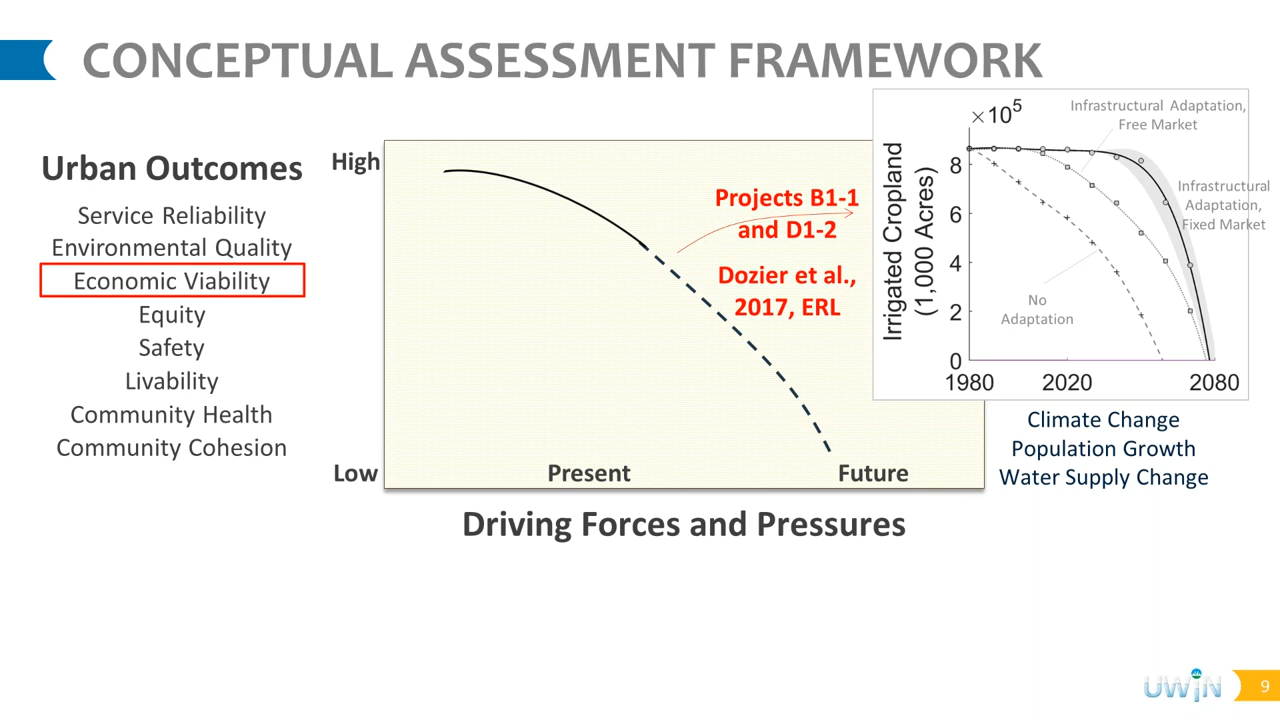 CONCEPTUAL ASSESSMENT FRAMEWORK
Urban Outcomes
Service Reliability
Environmental Quality
Economic Viability
Equity
Safety
Livability
Community Health
Community Cohesion
High
Low
Present
Future
Driving Forces and Pressures
Projects B1-1
and D1-2
Dozier et al.,
2017, ERL
×10^5
Irrigated Cropland
(1,000 Acres)
8
6
4
2
0
1980
2020
2080
Infrastructural Adaptation,
Free Market
Infrastructural
Adaptation,
Fixed Market
No
Adaptation
Climate Change
Population Growth
Water Supply Change
UWiN
9